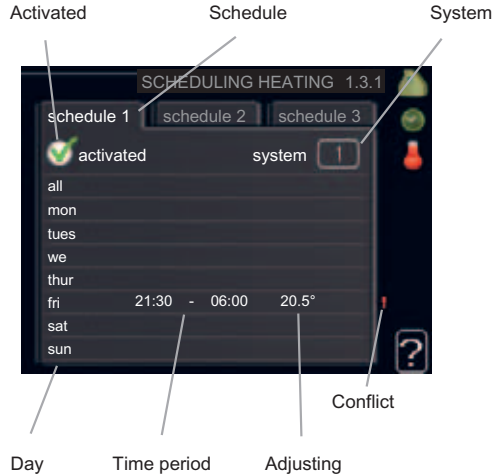 Activated Schedule System
SCHEDULING HEATING 1.3.1
schedule 1 schedule 2 schedule 3
activated system 1
all
mon
tues
we
thur
fri 21:30 - 06:00 20.5°
sat
sun
?
Conflict
Day Time period Adjusting